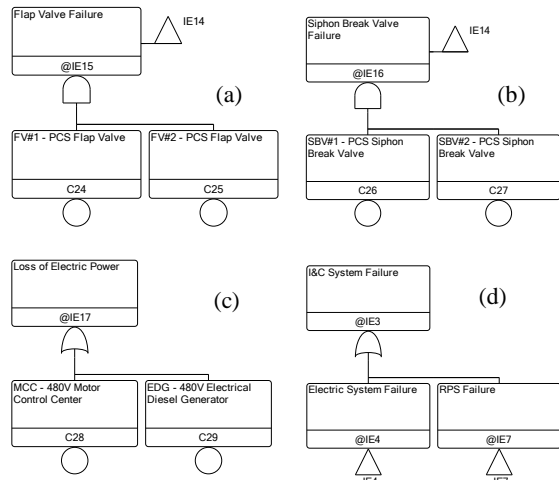 Flap Valve Failure
IE14
@IE15
(a)
FV#1 - PCS Flap Valve
FV#2 - PCS Flap Valve
C24
C25
Siphon Break Valve
Failure
IE14
@IE16
(b)
SBV#1 - PCS Siphon
Break Valve
SBV#2 - PCS Siphon
Break Valve
C26
C27
Loss of Electric Power
@IE17
(c)
MCC - 480V Motor
Control Center
EDG - 480V Electrical
Diesel Generator
C28
C29
I&C System Failure
@IE3
(d)
Electric System Failure
RPS Failure
@IE4
@IE7
IE4
IE7